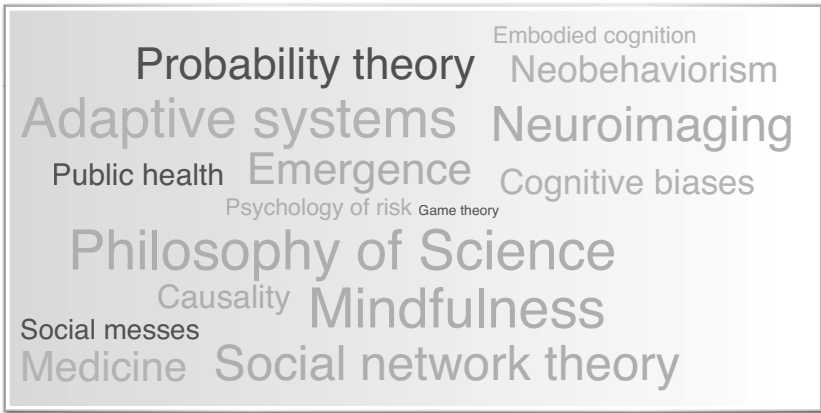 Embodied cognition
Probability theory Neobehaviorism
Adaptive systems Neuroimaging
Public health Emergence Cognitive biases
Psychology of risk Game theory
Philosophy of Science
Causality Mindfulness
Social messes
Medicine Social network theory